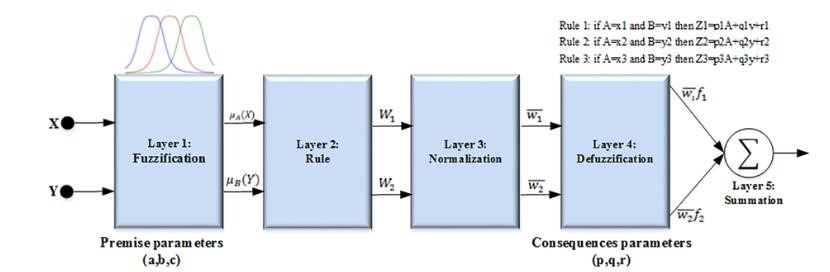 Rule 1: if A=x1 and B=v1 then Z1=p1A+q1v+r1
Rule 2: if A=x2 and B=y2 then Z2=p2A+q2y+r2
Rule 3: if A=x3 and B=y3 then Z3=p3A+q3y+r3
X
Y
Layer 1:
Fuzzification
μA(X)
μB(Y)
Layer 2:
Rule
W1
W2
Layer 3:
Normalization
w̅1
w̅2
Layer 4:
Defuzzification
w̅1f1
w̅2f2
∑
Layer 5:
Summation
Premise parameters
(a,b,c)
Consequences parameters
(p,q,r)